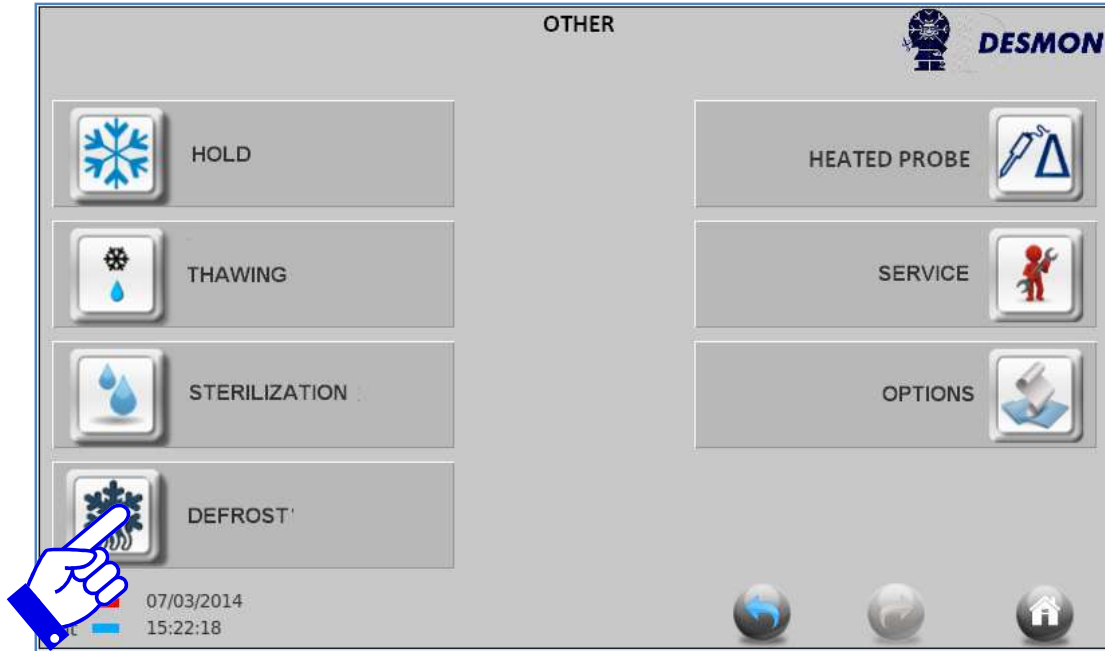 OTHER
DESMON
HOLD
HEATED PROBE
THAWING
SERVICE
STERILIZATION
OPTIONS
DEFROST
07/03/2014
15:22:18